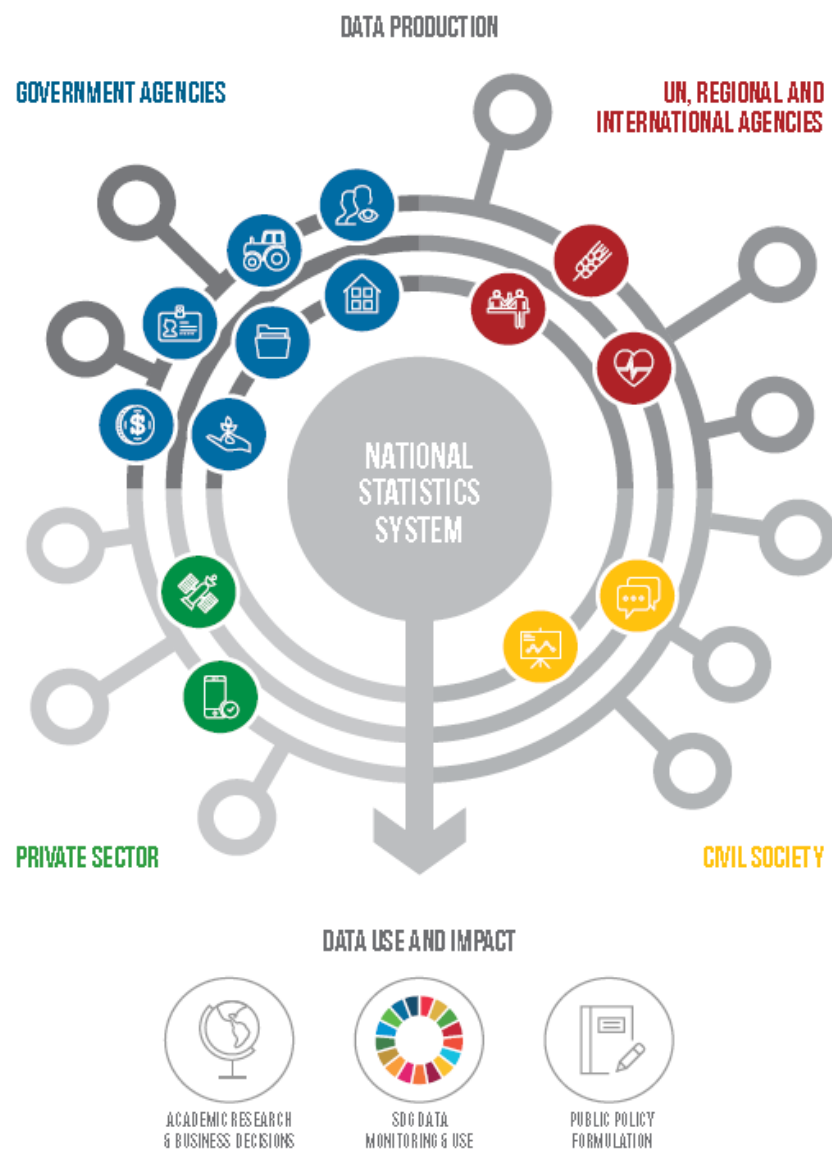 DATA PRODUCTION
GOVERNMENT AGENCIES
UN, REGIONAL AND
INTERNATIONAL AGENCIES
$
NATIONAL
STATISTICS
SYSTEM
PRIVATE SECTOR
CIVIL SOCIETY
DATA USE AND IMPACT
ACADEMIC RESEARCH
& BUSINESS DECISIONS
SDG DATA
MONITORING & USE
PUBLIC POLICY
FORMULATION